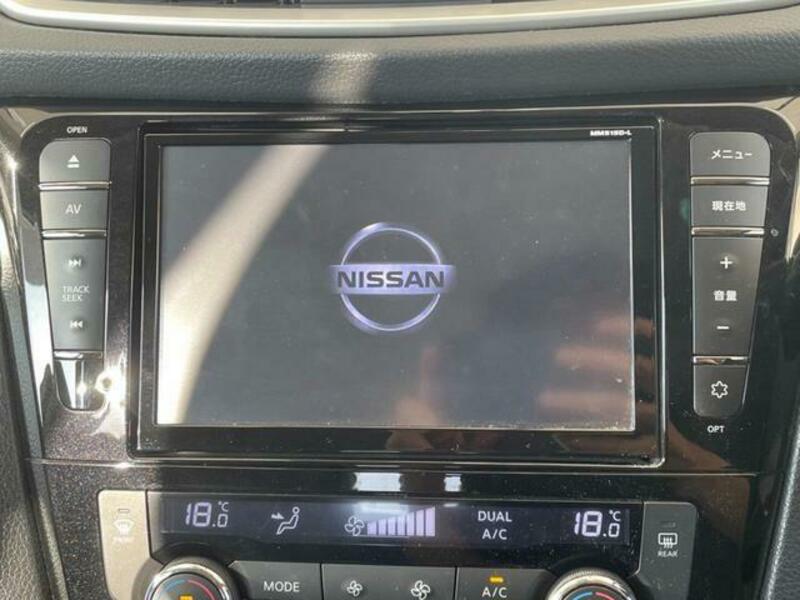 OPEN
MM519D-L
AV
TRACK
SEEK
メニュー
現在地
+
音量
−
OPT
NISSAN
18.0℃
DUAL
A/C
18.0℃
FRONT
REAR
MODE
A/C